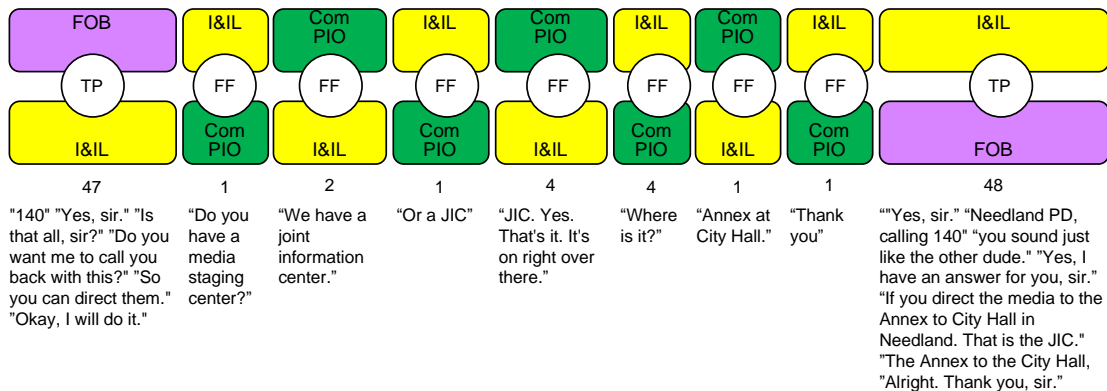 FOB
I&IL
Com
PIO
I&IL
Com
PIO
I&IL
Com
PIO
I&IL
I&IL
TP
FF
FF
FF
FF
FF
FF
FF
TP
I&IL
Com
PIO
I&IL
Com
PIO
I&IL
Com
PIO
I&IL
Com
PIO
FOB
47
1
2
1
4
4
1
1
48
"140" ”Yes, sir." ”Is
that all, sir?" ”Do you
want me to call you
back with this?" ”So
you can direct them."
”Okay, I will do it."
“Do you
have a
media
staging
center?”
“We have a
joint
information
center.”
“Or a JIC”
“JIC. Yes.
That's it. It's
on right over
there.”
“Where
is it?”
“Annex at
City Hall.”
“Thank
you”
“"Yes, sir.” “Needland PD,
calling 140" “you sound just
like the other dude." ”Yes, I
have an answer for you, sir.”
“If you direct the media to the
Annex to City Hall in
Needland. That is the JIC."
”The Annex to the City Hall,
”Alright. Thank you, sir.”